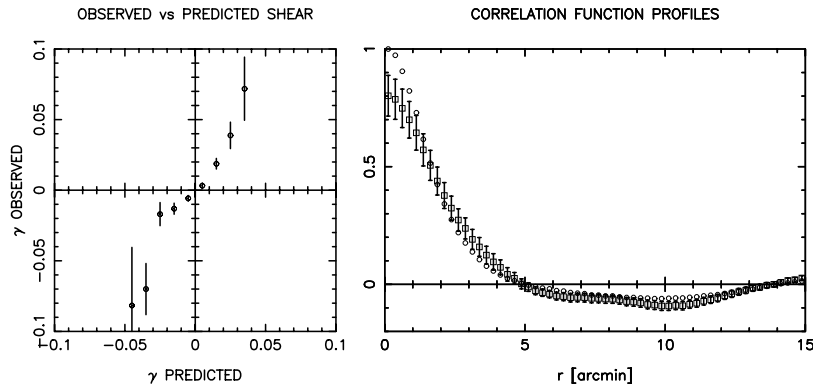 OBSERVED vs PREDICTED SHEAR
CORRELATION FUNCTION PROFILES
0.1
0.05
0
−0.05
−0.1
γ OBSERVED
−0.1 −0.05 0 0.05 0.1
γ PREDICTED
1
0.5
0
0 5 10 15
r [arcmin]